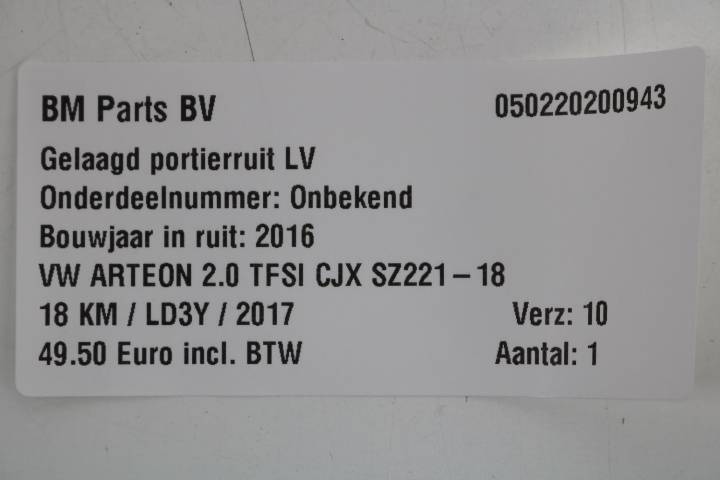 BM Parts BV 050220200943
Gelaagd portierruit LV
Onderdeelnummer: Onbekend
Bouwjaar in ruit: 2016
VW ARTEON 2.0 TFSI CJX SZ221-18
18 KM / LD3Y / 2017 Verz: 10
49.50 Euro incl. BTW Aantal: 1